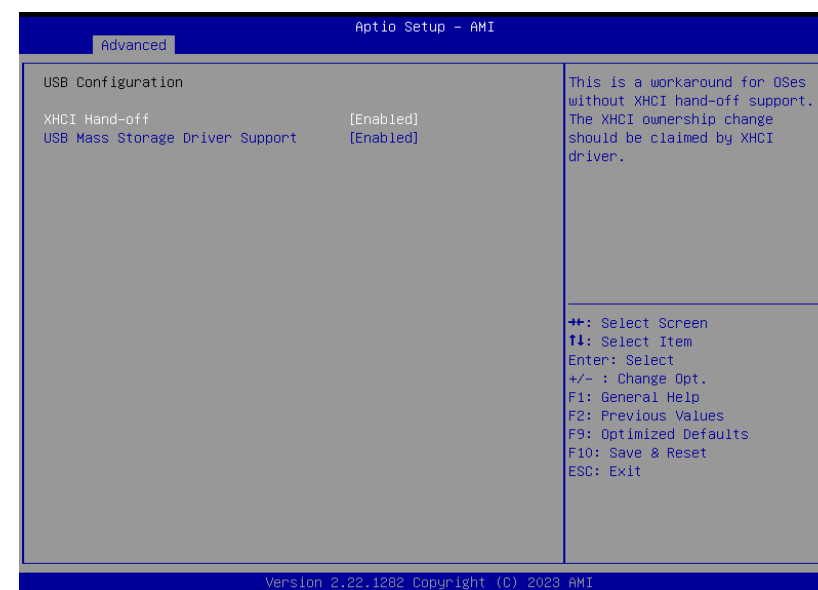 Aptio Setup – AMI
Advanced
USB Configuration
XHCI Hand-off [Enabled]
USB Mass Storage Driver Support [Enabled]
This is a workaround for OSes
without XHCI hand-off support.
The XHCI ownership change
should be claimed by XHCI
driver.
→←: Select Screen
↑↓: Select Item
Enter: Select
+/- : Change Opt.
F1: General Help
F2: Previous Values
F9: Optimized Defaults
F10: Save & Reset
ESC: Exit
Version 2.22.1282 Copyright (C) 2023 AMI